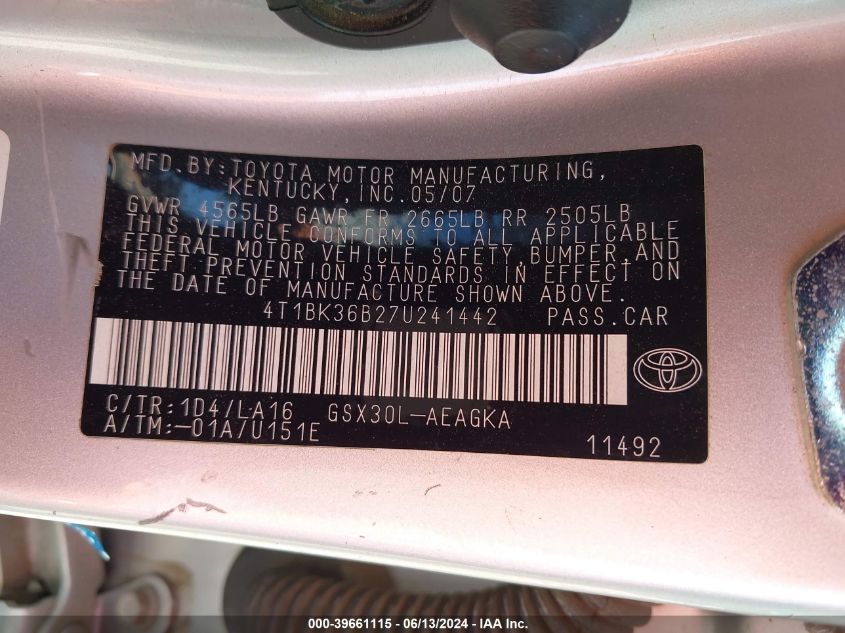 MFD.BY:TOYOTA MOTOR MANUFACTURING,
KENTUCKY,INC.05/07
GVWR 4565LB GAWR FR 2665LB RR 2505LB
THIS VEHICLE CONFORMS TO ALL APPLICABLE
FEDERAL MOTOR VEHICLE SAFETY,BUMPER,AND
THEFT PREVENTION STANDARDS IN EFFECT ON
THE DATE OF MANUFACTURE SHOWN ABOVE.
4T1BK36B27U241442 PASS.CAR
C/TR:1D4/LA16 GSX30L-AEAGKA
A/TM:-01A/U151E
11492
000-39661115 - 06/13/2024 - IAA Inc.